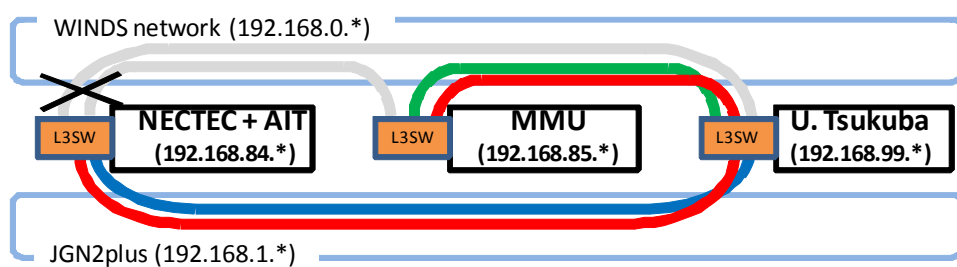 WINDS network (192.168.0.*)
L3SW
NECTEC + AIT
(192.168.84.*)
L3SW
MMU
(192.168.85.*)
L3SW
U. Tsukuba
(192.168.99.*)
JGN2plus (192.168.1.*)